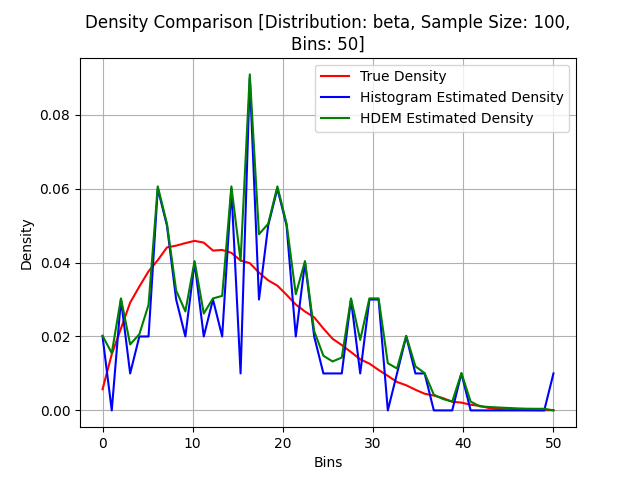 Density Comparison [Distribution: beta, Sample Size: 100,
Bins: 50]
True Density
Histogram Estimated Density
HDEM Estimated Density
Density
0.08
0.06
0.04
0.02
0.00
0 10 20 30 40 50
Bins